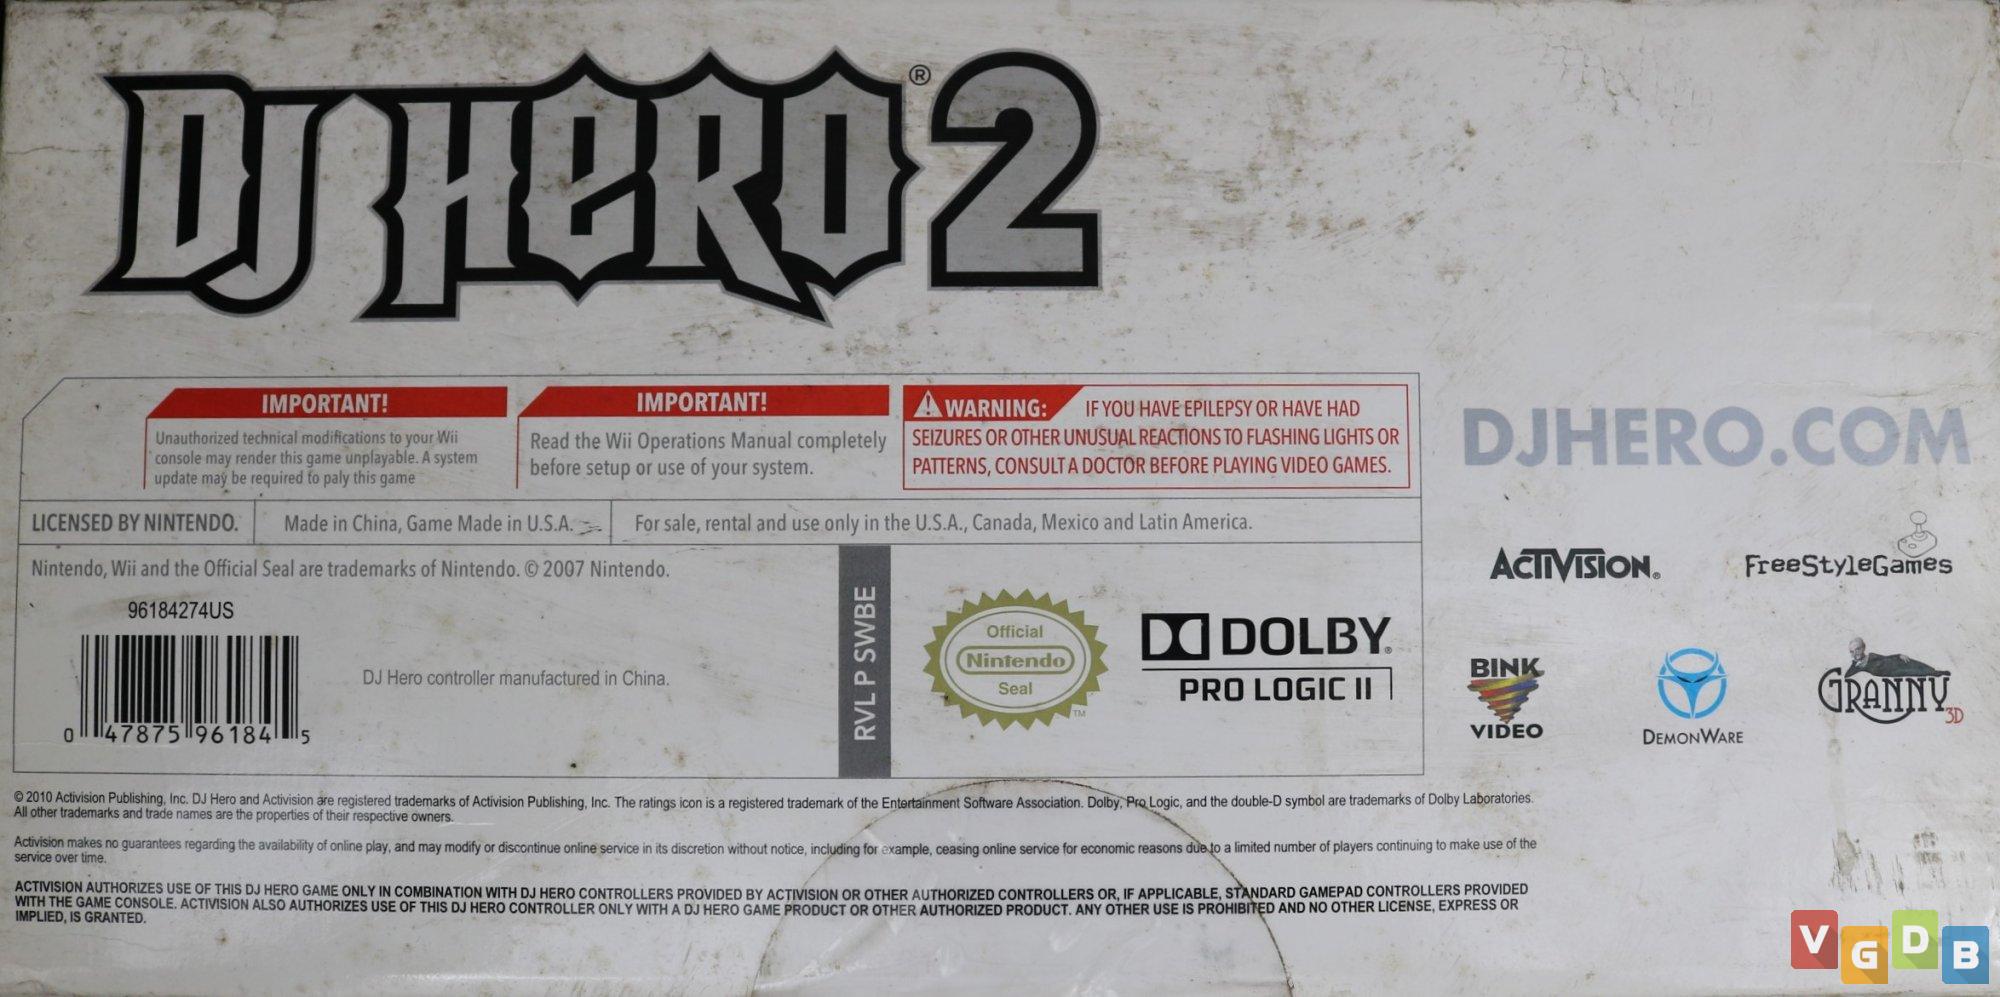 DJ HERO® 2
IMPORTANT!
Unauthorized technical modifications to your Wii
console may render this game unplayable. A system
update may be required to paly this game
IMPORTANT!
Read the Wii Operations Manual completely
before setup or use of your system.
WARNING: IF YOU HAVE EPILEPSY OR HAVE HAD
SEIZURES OR OTHER UNUSUAL REACTIONS TO FLASHING LIGHTS OR
PATTERNS, CONSULT A DOCTOR BEFORE PLAYING VIDEO GAMES.
LICENSED BY NINTENDO.
Made in China, Game Made in U.S.A.
For sale, rental and use only in the U.S.A., Canada, Mexico and Latin America.
Nintendo, Wii and the Official Seal are trademarks of Nintendo. © 2007 Nintendo.
96184274US
0 47875 96184 5
DJ Hero controller manufactured in China.
RVL P SWBE
Official
Nintendo
Seal
TM
DOLBY®
PRO LOGIC II
DJHERO.COM
ACTIVISION®
FreeStyleGames
BINK
VIDEO
DEMONWARE
GRANNY
3D
© 2010 Activision Publishing, Inc. DJ Hero and Activision are registered trademarks of Activision Publishing, Inc. The ratings icon is a registered trademark of the Entertainment Software Association. Dolby, Pro Logic, and the double-D symbol are trademarks of Dolby Laboratories.
All other trademarks and trade names are the properties of their respective owners.
Activision makes no guarantees regarding the availability of online play, and may modify or discontinue online service in its discretion without notice, including for example, ceasing online service for economic reasons due to a limited number of players continuing to make use of the
service over time.
ACTIVISION AUTHORIZES USE OF THIS DJ HERO GAME ONLY IN COMBINATION WITH DJ HERO CONTROLLERS PROVIDED BY ACTIVISION OR OTHER AUTHORIZED CONTROLLERS OR, IF APPLICABLE, STANDARD GAMEPAD CONTROLLERS PROVIDED
WITH THE GAME CONSOLE. ACTIVISION ALSO AUTHORIZES USE OF THIS DJ HERO CONTROLLER ONLY WITH A DJ HERO GAME PRODUCT OR OTHER AUTHORIZED PRODUCT. ANY OTHER USE IS PROHIBITED AND NO OTHER LICENSE, EXPRESS OR
IMPLIED, IS GRANTED.
VGDB